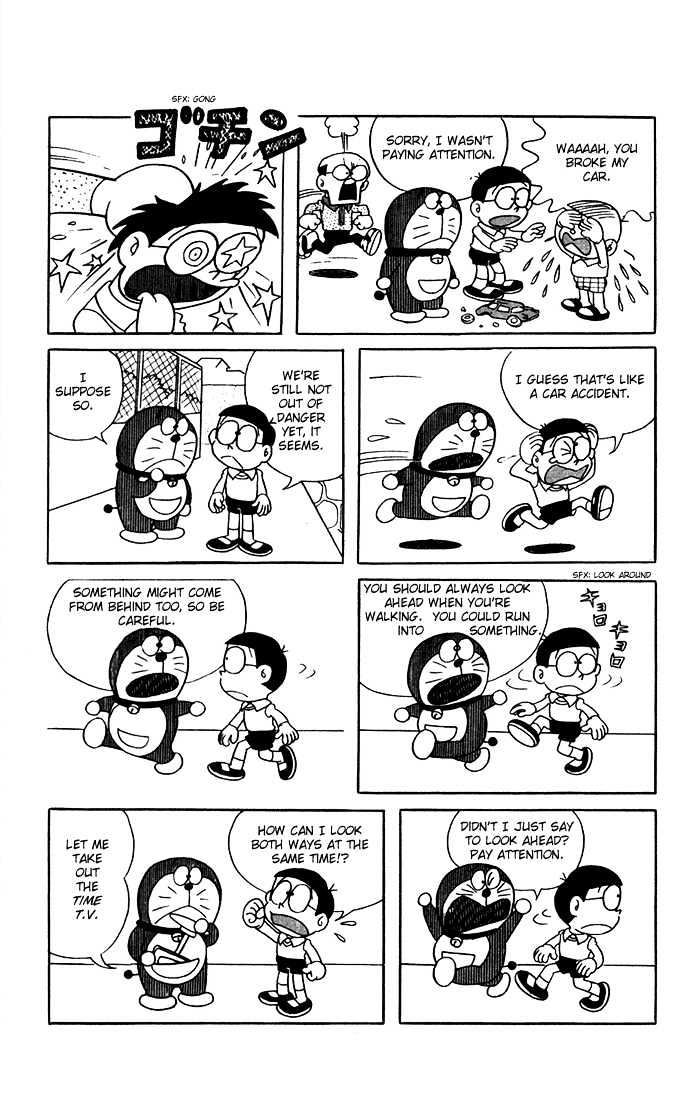 SORRY, I WASN'T
PAYING ATTENTION.
WAAAAH, YOU
BROKE MY
CAR.
SFX: GONG
ゴチン
I GUESS THAT'S LIKE
A CAR ACCIDENT.
WE'RE
STILL NOT
OUT OF
DANGER
YET, IT
SEEMS.
I
SUPPOSE
SO.
SFX: LOOK AROUND
YOU SHOULD ALWAYS LOOK
AHEAD WHEN YOU'RE
WALKING. YOU COULD RUN
INTO SOMETHING.
キョロ
キョロ
SOMETHING MIGHT COME
FROM BEHIND TOO, SO BE
CAREFUL.
DIDN'T I JUST SAY
TO LOOK AHEAD?
PAY ATTENTION.
HOW CAN I LOOK
BOTH WAYS AT THE
SAME TIME!?
LET ME
TAKE
OUT
THE
TIME
T.V.